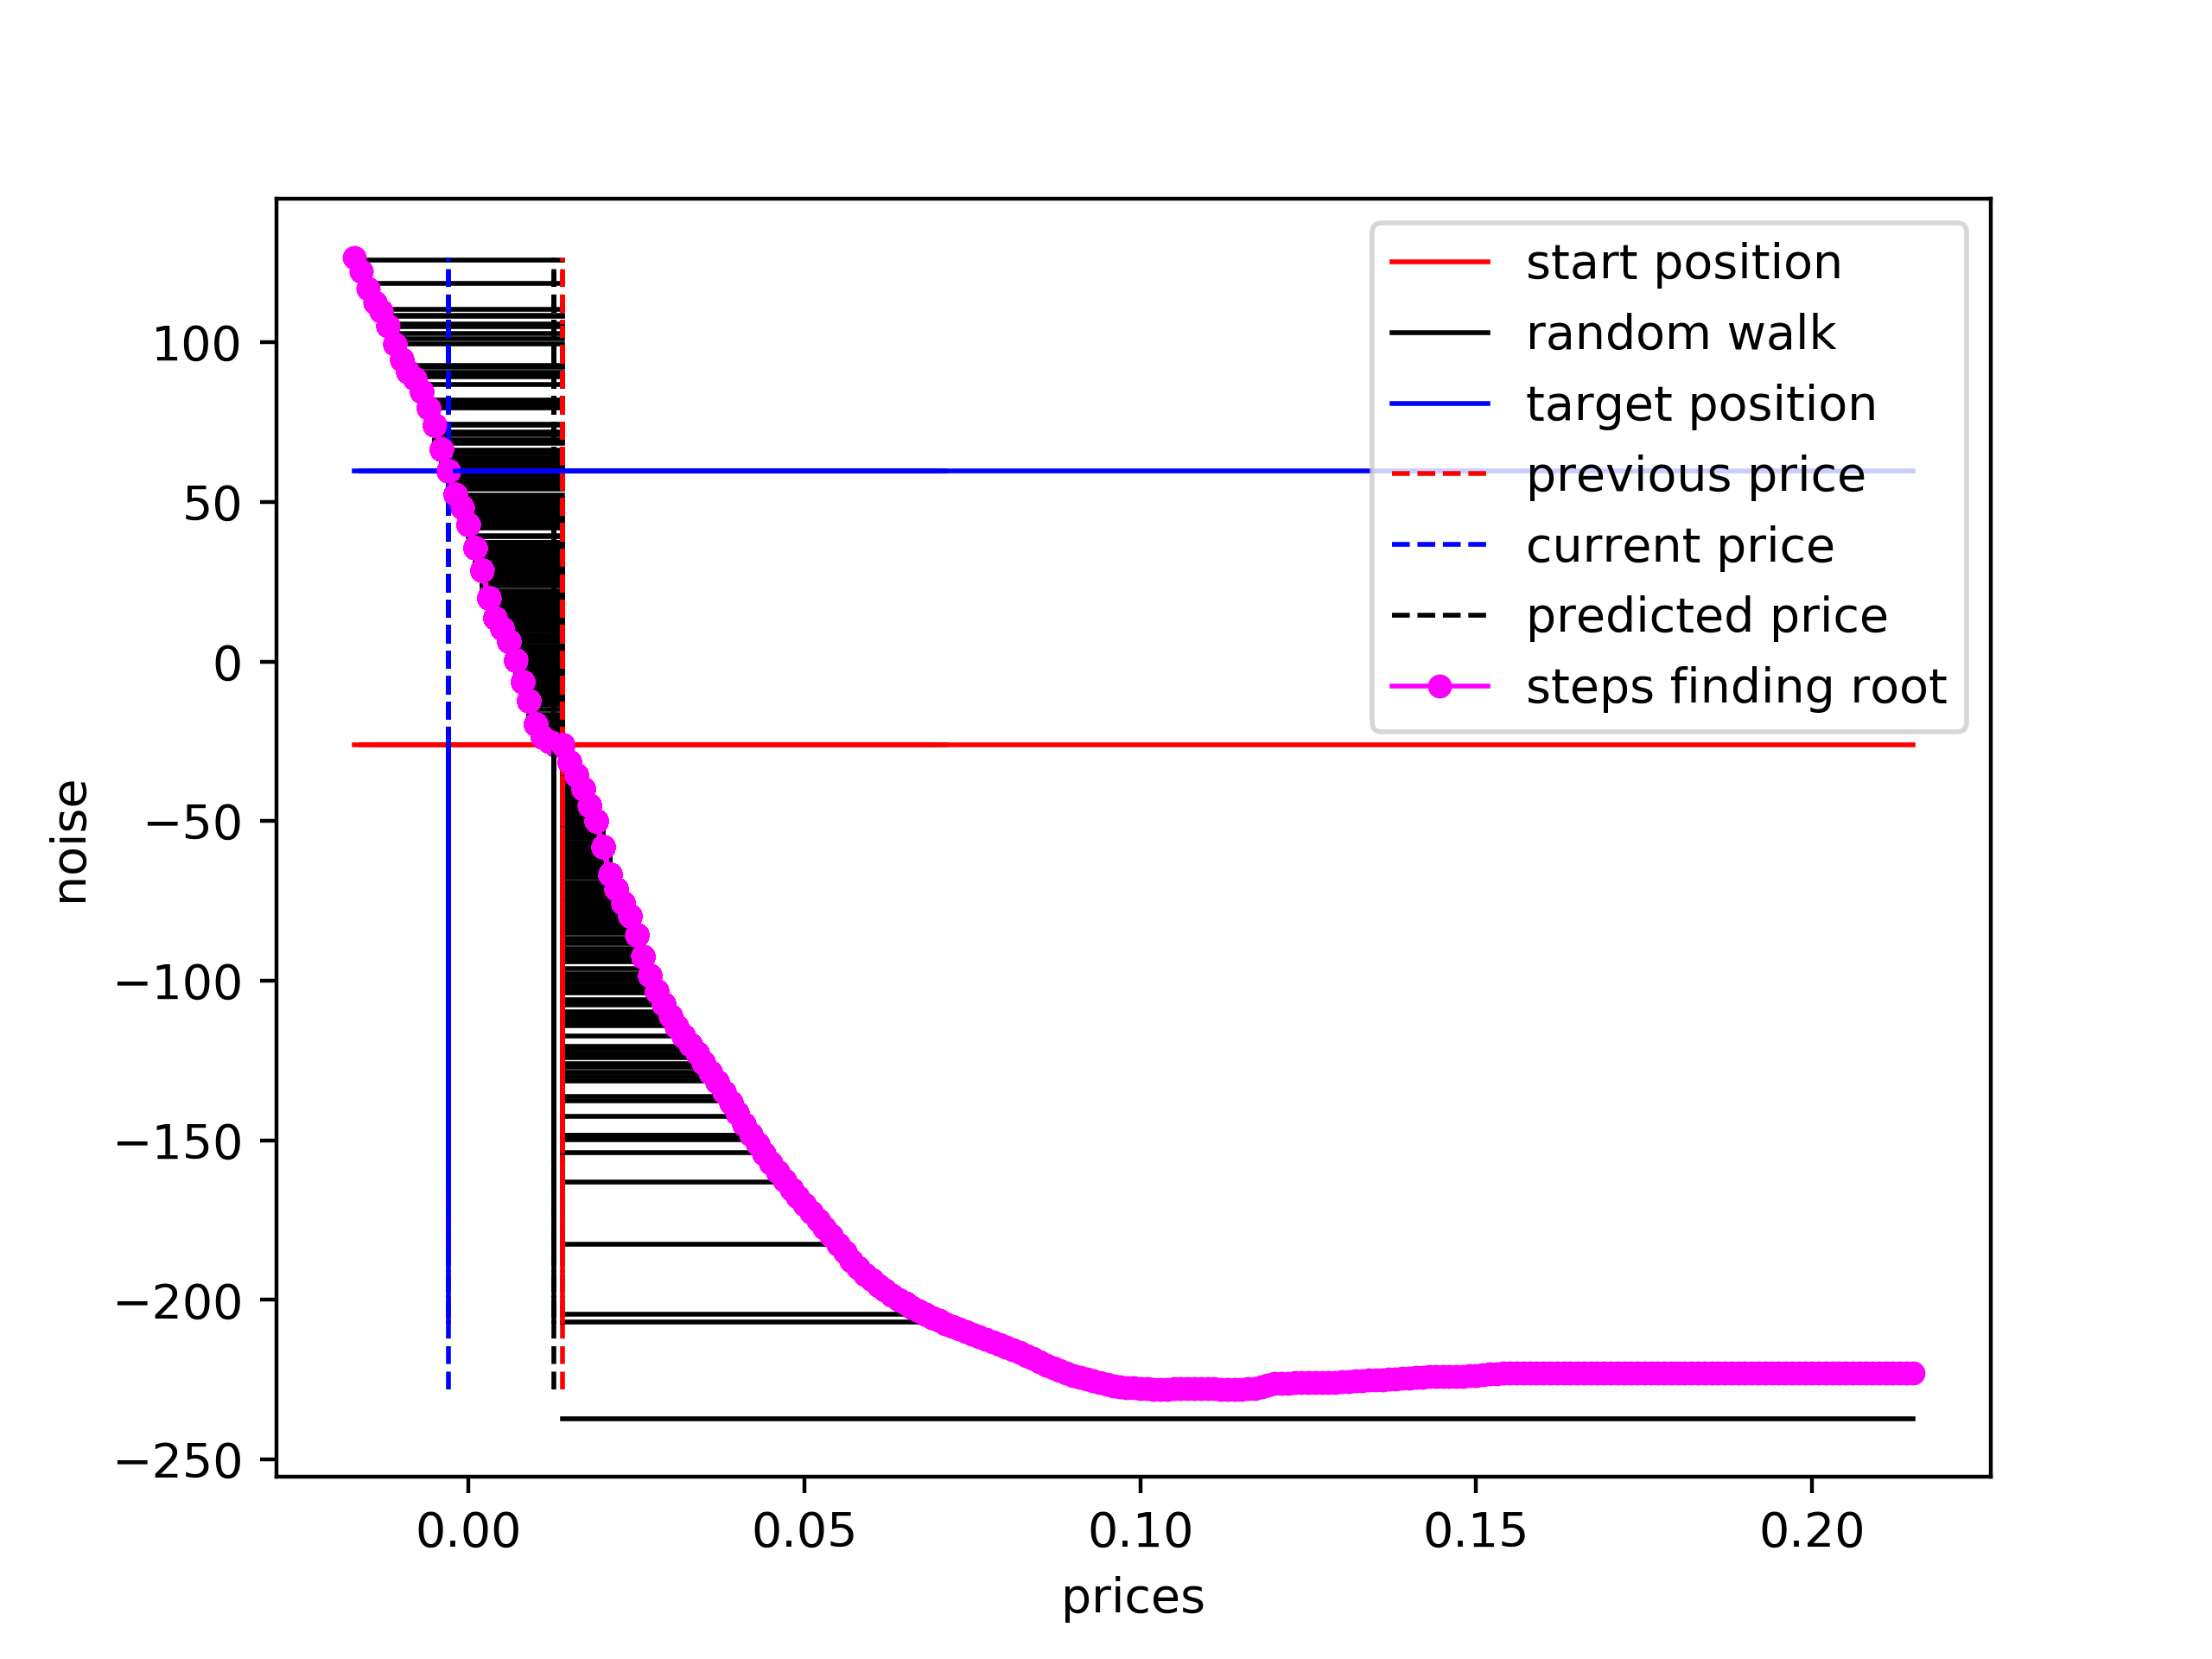 start position
random walk
target position
previous price
current price
predicted price
steps finding root
100
50
0
−50
−100
−150
−200
−250
noise
0.00 0.05 0.10 0.15 0.20
prices